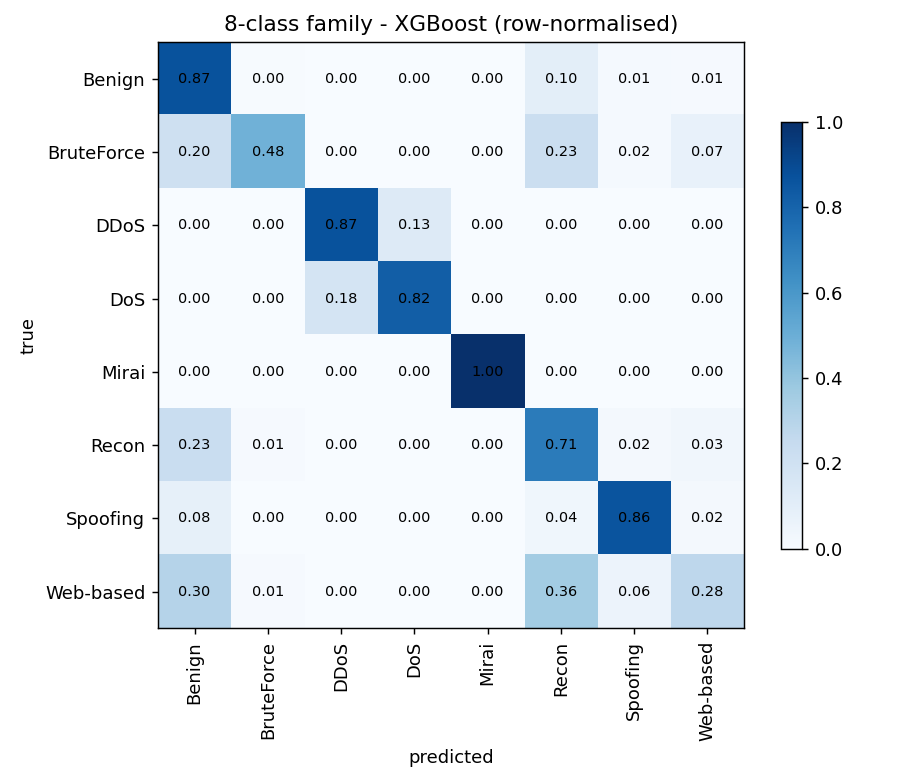 8-class family - XGBoost (row-normalised)
Benign 0.87 0.00 0.00 0.00 0.00 0.10 0.01 0.01
BruteForce 0.20 0.48 0.00 0.00 0.00 0.23 0.02 0.07
DDoS 0.00 0.00 0.87 0.13 0.00 0.00 0.00 0.00
DoS 0.00 0.00 0.18 0.82 0.00 0.00 0.00 0.00
Mirai 0.00 0.00 0.00 0.00 1.00 0.00 0.00 0.00
Recon 0.23 0.01 0.00 0.00 0.00 0.71 0.02 0.03
Spoofing 0.08 0.00 0.00 0.00 0.00 0.04 0.86 0.02
Web-based 0.30 0.01 0.00 0.00 0.00 0.36 0.06 0.28
true
Benign BruteForce DDoS DoS Mirai Recon Spoofing Web-based
predicted
1.0
0.8
0.6
0.4
0.2
0.0